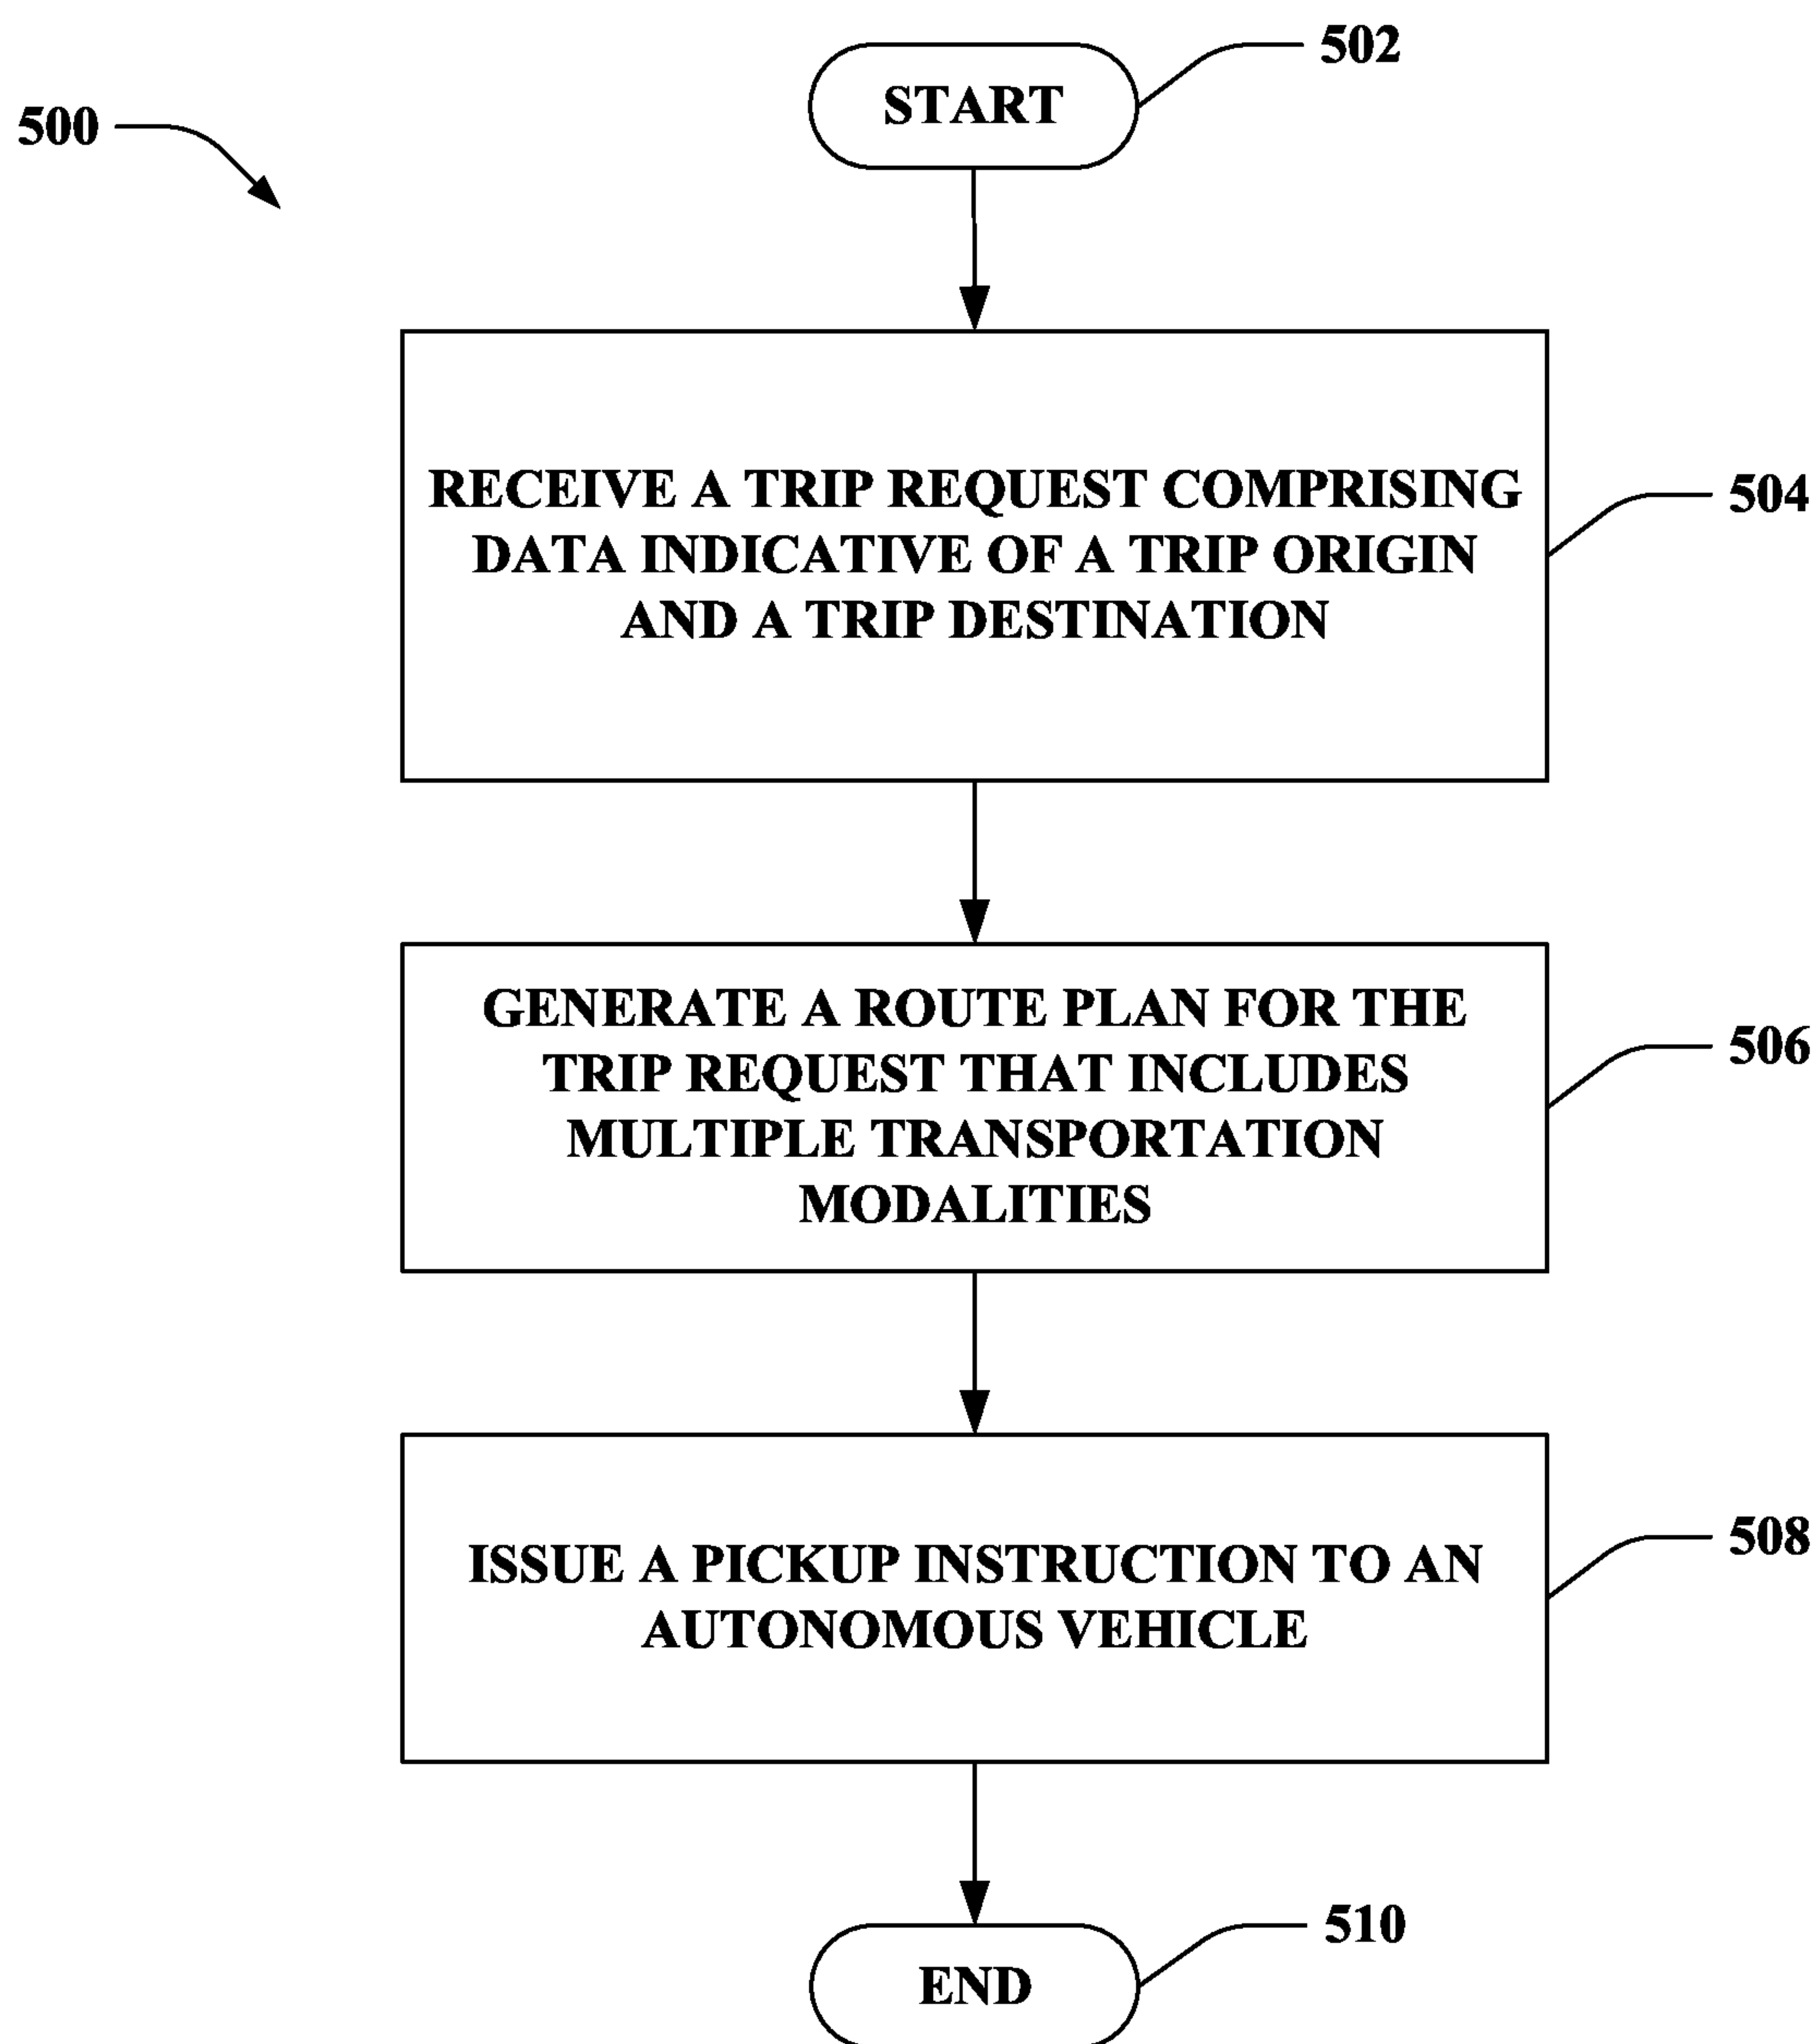 500
START
502
RECEIVE A TRIP REQUEST COMPRISING
DATA INDICATIVE OF A TRIP ORIGIN
AND A TRIP DESTINATION
504
GENERATE A ROUTE PLAN FOR THE
TRIP REQUEST THAT INCLUDES
MULTIPLE TRANSPORTATION
MODALITIES
506
ISSUE A PICKUP INSTRUCTION TO AN
AUTONOMOUS VEHICLE
508
END
510